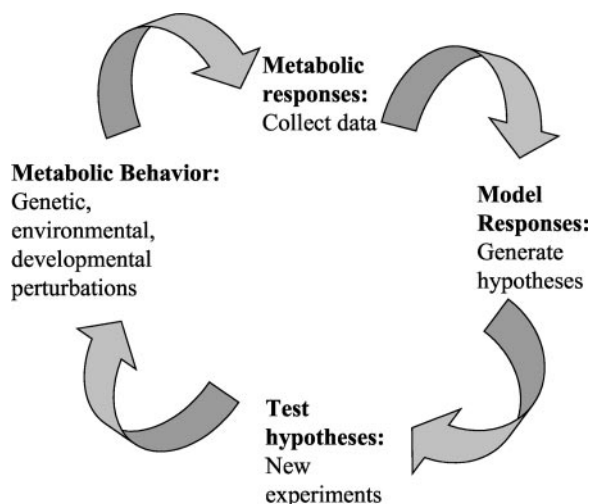 Metabolic
responses:
Collect data
Metabolic Behavior:
Genetic,
environmental,
developmental
perturbations
Model
Responses:
Generate
hypotheses
Test
hypotheses:
New
experiments